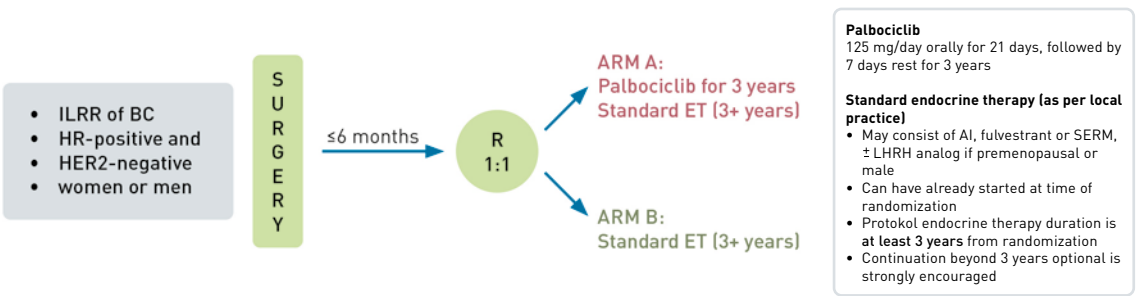 • ILRR of BC
• HR-positive and
• HER2-negative
• women or men
S
U
R
G
E
R
Y
≤6 months
R
1:1
ARM A:
Palbociclib for 3 years
Standard ET (3+ years)
ARM B:
Standard ET (3+ years)
Palbociclib
125 mg/day orally for 21 days, followed by
7 days rest for 3 years
Standard endocrine therapy (as per local
practice)
• May consist of AI, fulvestrant or SERM,
± LHRH analog if premenopausal or
male
• Can have already started at time of
randomization
• Protokol endocrine therapy duration is
at least 3 years from randomization
• Continuation beyond 3 years optional is
strongly encouraged